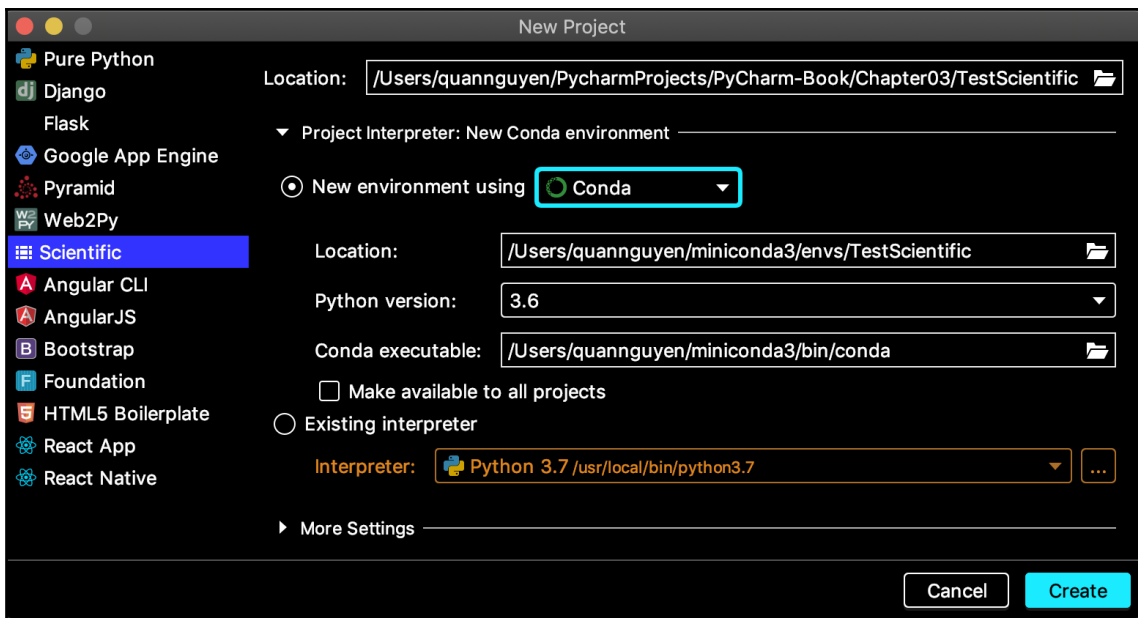 New Project
Pure Python
dj Django
Flask
Google App Engine
Pyramid
W2PY Web2Py
Scientific
A Angular CLI
A AngularJS
B Bootstrap
F Foundation
5 HTML5 Boilerplate
React App
React Native
Location: /Users/quannguyen/PycharmProjects/PyCharm-Book/Chapter03/TestScientific
Project Interpreter: New Conda environment
New environment using Conda
Location: /Users/quannguyen/miniconda3/envs/TestScientific
Python version: 3.6
Conda executable: /Users/quannguyen/miniconda3/bin/conda
Make available to all projects
Existing interpreter
Interpreter: Python 3.7 /usr/local/bin/python3.7 ...
More Settings
Cancel Create